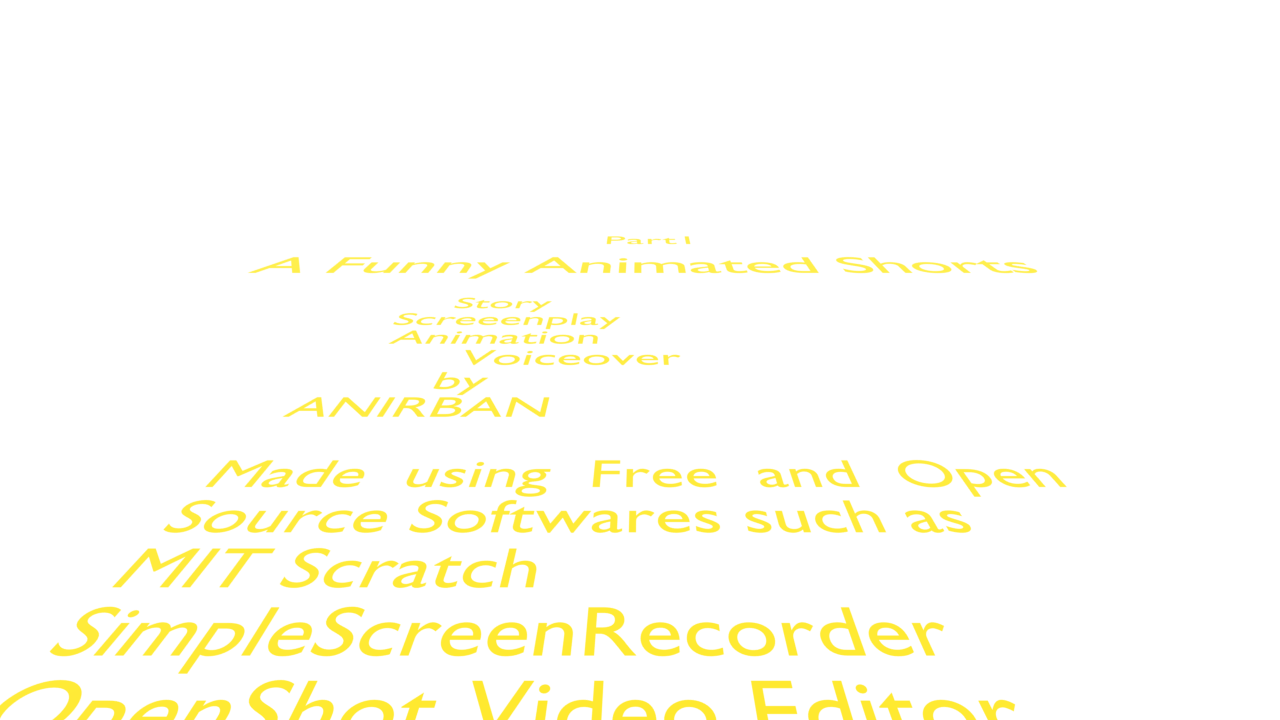 Part1
A Funny Animated Shorts
Story
Screeenplay
Animation
Voiceover
by
ANIRBAN
Made using Free and Open
Source Softwares such as
MIT Scratch
SimpleScreenRecorder
OpenShot Video Editor